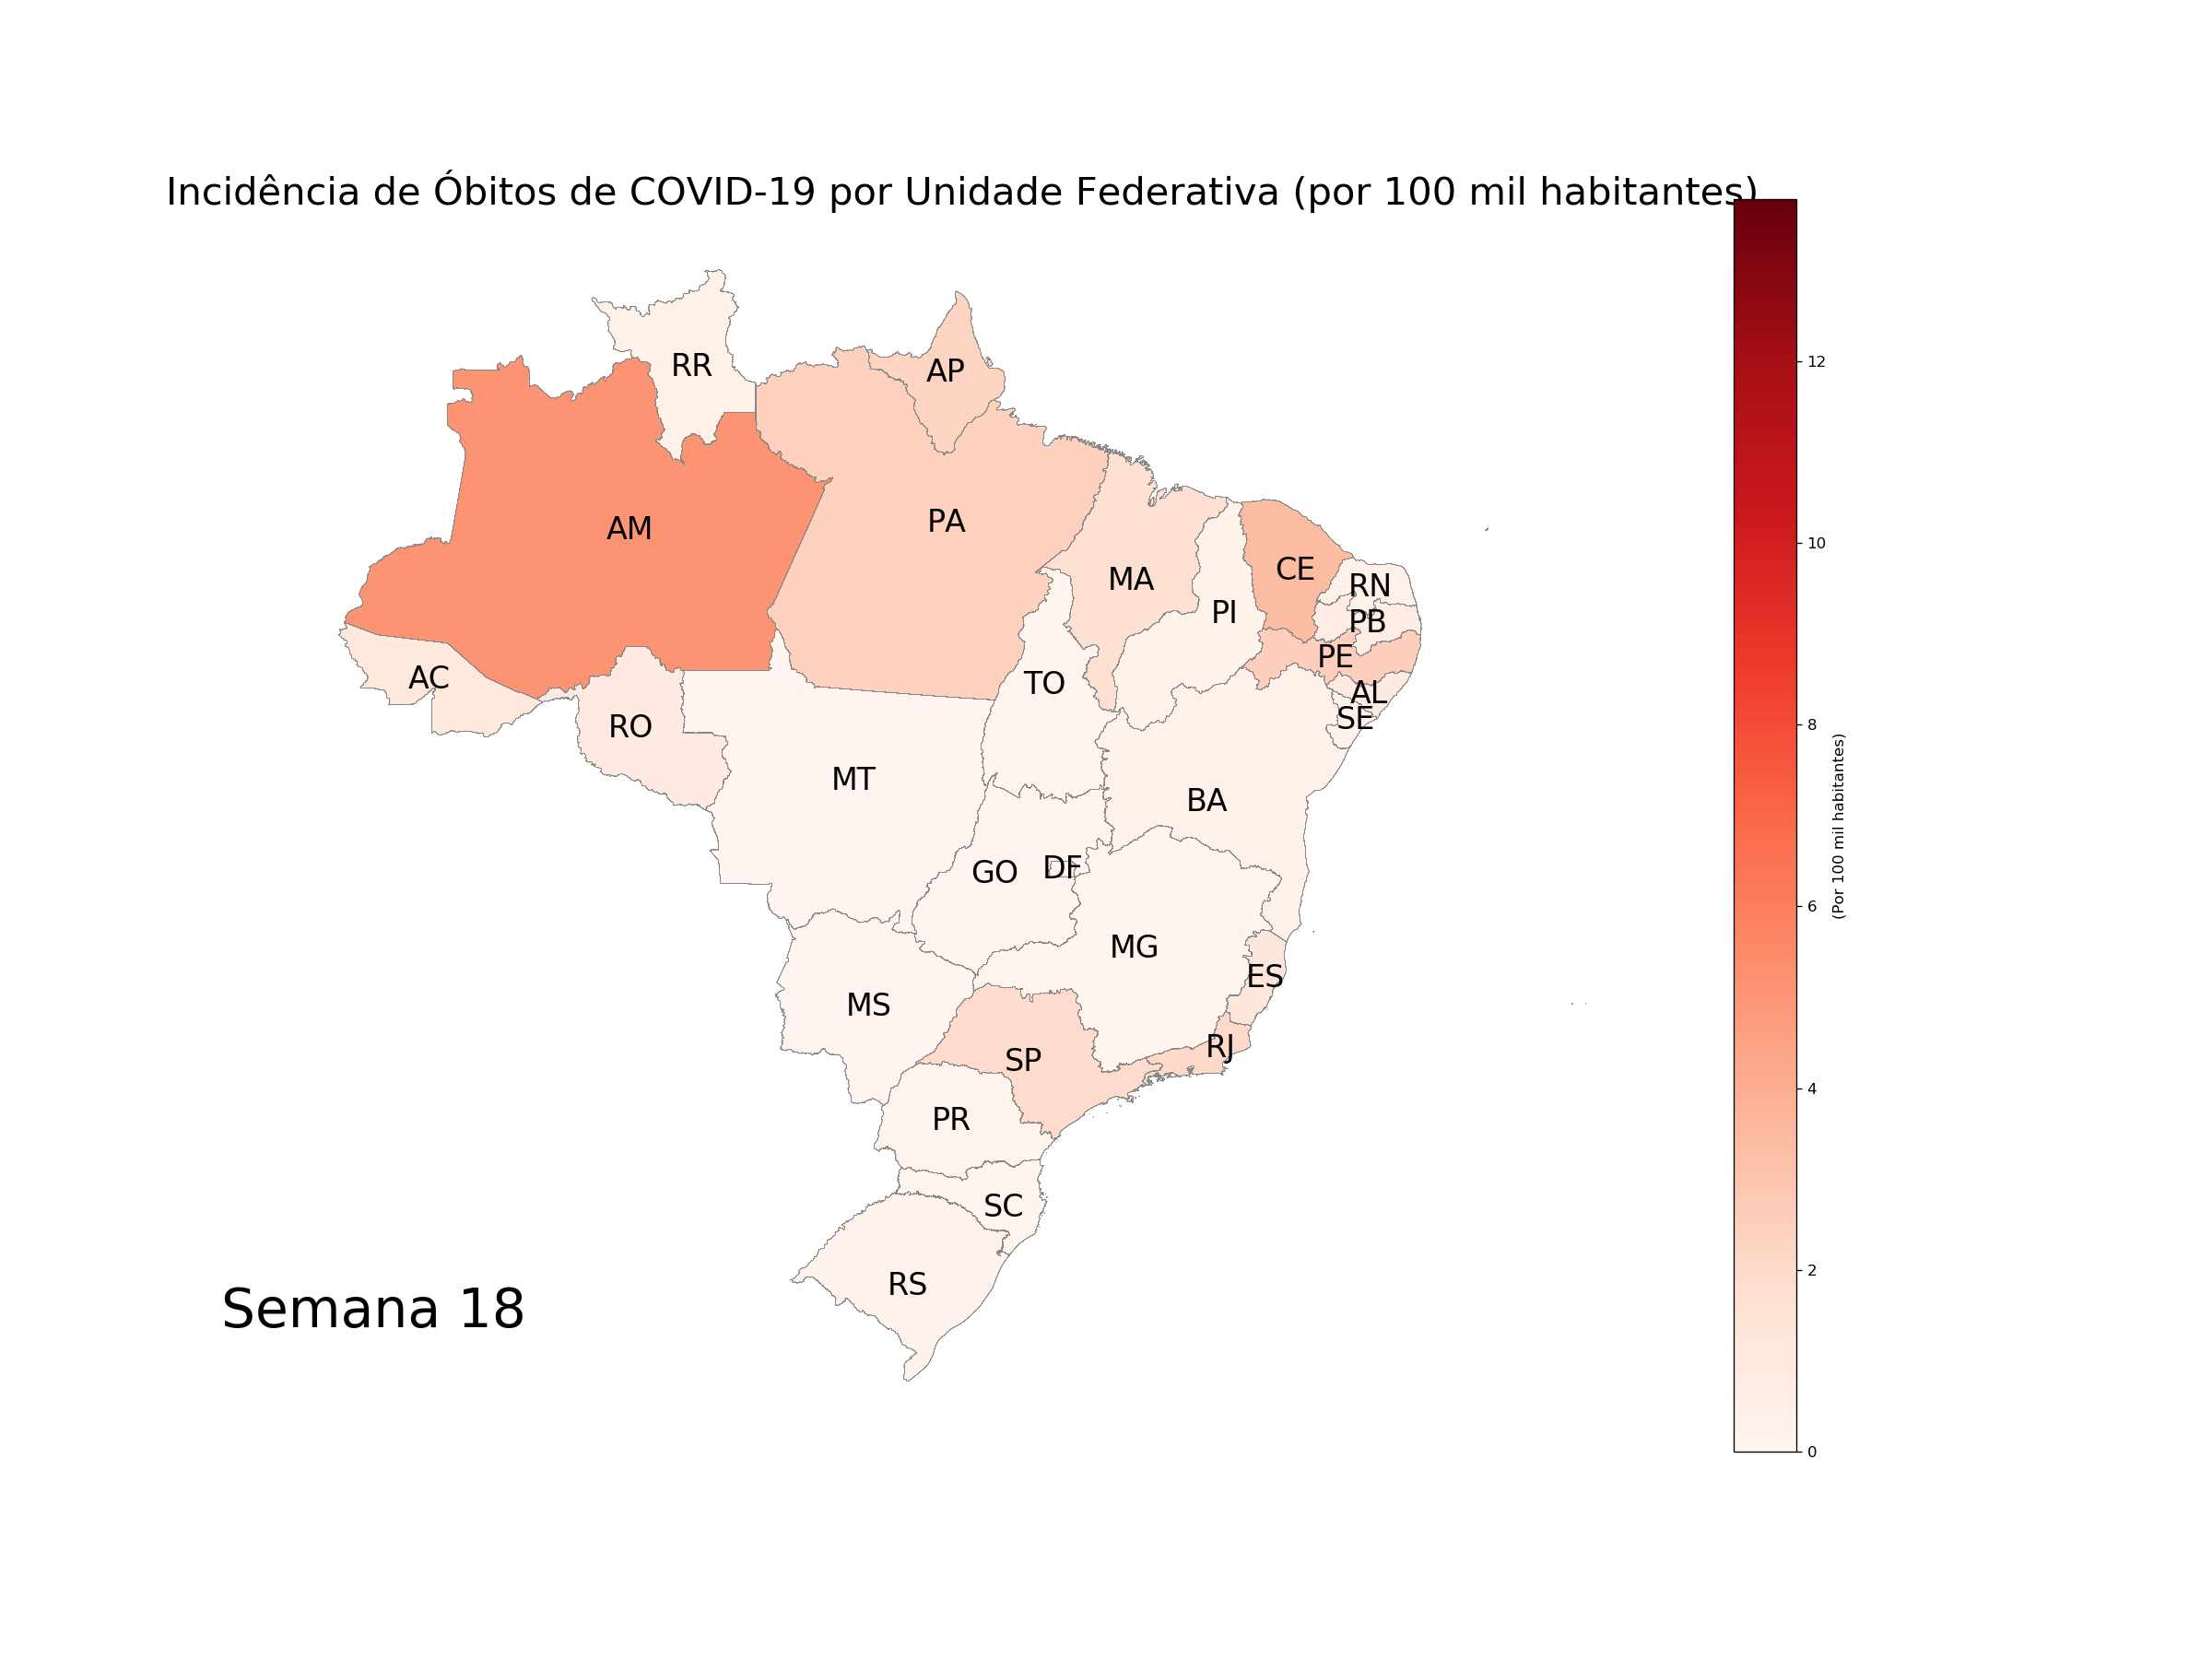 Incidência de Óbitos de COVID-19 por Unidade Federativa (por 100 mil habitantes)
RR
AP
12
AM
PA
10
CE
MA
RN
PI
PB
PE
AC
TO
AL
SE
RO
8
MT
BA
(Por 100 mil habitantes)
GO
DF
6
MG
ES
MS
RJ
SP
4
PR
SC
2
RS
Semana 18
0